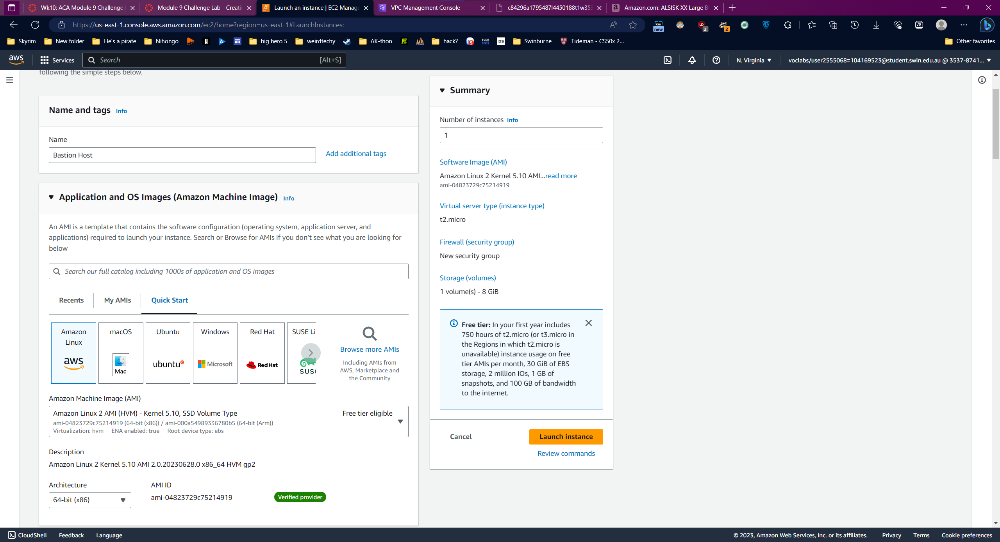 Wk10: ACA Module 9 Challenge
Module 9 Challenge Lab - Creati
Launch an instance | EC2 Manage
VPC Management Console
c84296a1795487l4450188t1w353
Amazon.com: ALSISK XX Large Bl
https://us-east-1.console.aws.amazon.com/ec2/home?region=us-east-1#LaunchInstances:
new
2
2
Skyrim
New folder
He's a pirate
Nihongo
big hero 5
weirdtechy
AK-thon
hack?
DS
Swinburne
Tideman - CS50x 2...
Other favorites
aws
Services
Search
[Alt+S]
N. Virginia
voclabs/user2555068=104169523@student.swin.edu.au @ 3537-8741...
following the simple steps below.
Name and tags Info
Name
Bastion Host
Add additional tags
Application and OS Images (Amazon Machine Image) Info
An AMI is a template that contains the software configuration (operating system, application server, and
applications) required to launch your instance. Search or Browse for AMIs if you don’t see what you are looking for
below
Search our full catalog including 1000s of application and OS images
Recents
My AMIs
Quick Start
Amazon
Linux
aws
macOS
Mac
Ubuntu
ubuntu
Windows
Microsoft
Red Hat
Red Hat
SUSE Li
SUS
Browse more AMIs
Including AMIs from
AWS, Marketplace and
the Community
Amazon Machine Image (AMI)
Amazon Linux 2 AMI (HVM) - Kernel 5.10, SSD Volume Type
Free tier eligible
ami-04823729c75214919 (64-bit (x86)) / ami-000a54989336780b5 (64-bit (Arm))
Virtualization: hvm ENA enabled: true Root device type: ebs
Description
Amazon Linux 2 Kernel 5.10 AMI 2.0.20230628.0 x86_64 HVM gp2
Architecture
64-bit (x86)
AMI ID
ami-04823729c75214919
Verified provider
Summary
Number of instances Info
1
Software Image (AMI)
Amazon Linux 2 Kernel 5.10 AMI...read more
ami-04823729c75214919
Virtual server type (instance type)
t2.micro
Firewall (security group)
New security group
Storage (volumes)
1 volume(s) - 8 GiB
Free tier: In your first year includes
750 hours of t2.micro (or t3.micro in
the Regions in which t2.micro is
unavailable) instance usage on free
tier AMIs per month, 30 GiB of EBS
storage, 2 million IOs, 1 GB of
snapshots, and 100 GB of bandwidth
to the internet.
Cancel
Launch instance
Review commands
CloudShell
Feedback
Language
© 2023, Amazon Web Services, Inc. or its affiliates.
Privacy
Terms
Cookie preferences